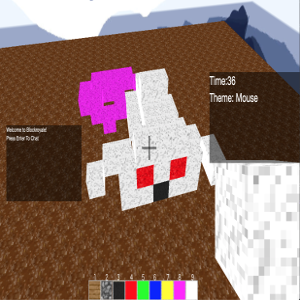 Time:36
Theme: Mouse
Welcome to Blockaroyand
Press Enter To Chat
1 2 3 4 5 6 7 8 9